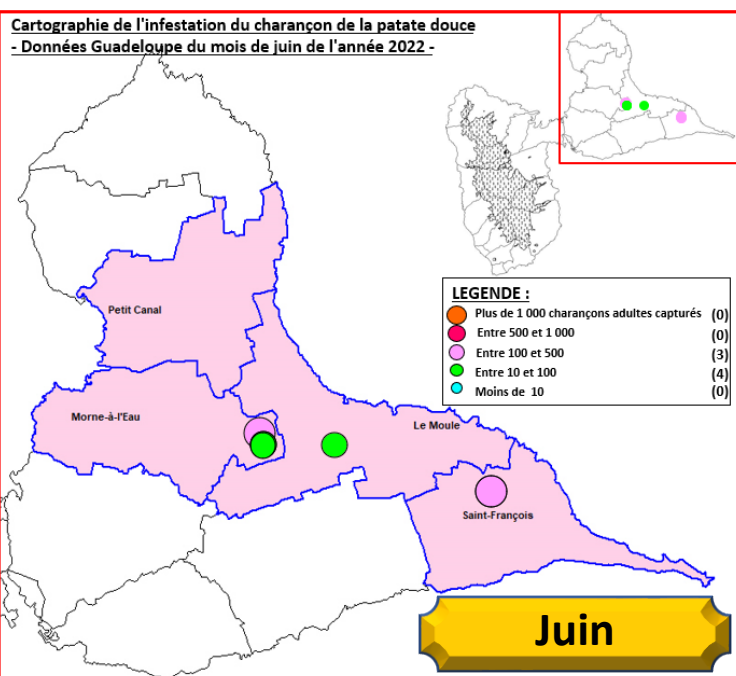 Cartographie de l'infestation du charançon de la patate douce
- Données Guadeloupe du mois de juin de l'année 2022 -
LEGENDE :
Plus de 1 000 charançons adultes capturés (0)
Entre 500 et 1 000 (0)
Entre 100 et 500 (3)
Entre 10 et 100 (4)
Moins de 10 (0)
Petit Canal
Morne-à-l'Eau
Le Moule
Saint-François
Juin